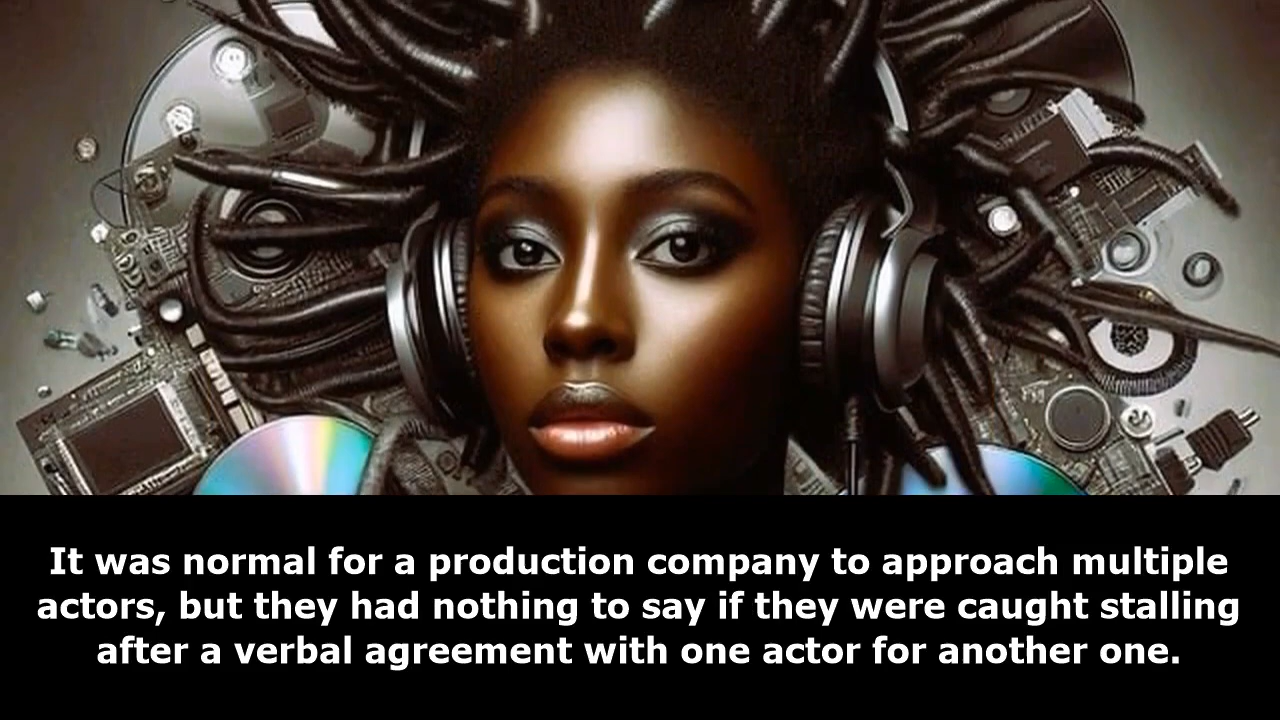 It was normal for a production company to approach multiple
actors, but they had nothing to say if they were caught stalling
after a verbal agreement with one actor for another one.